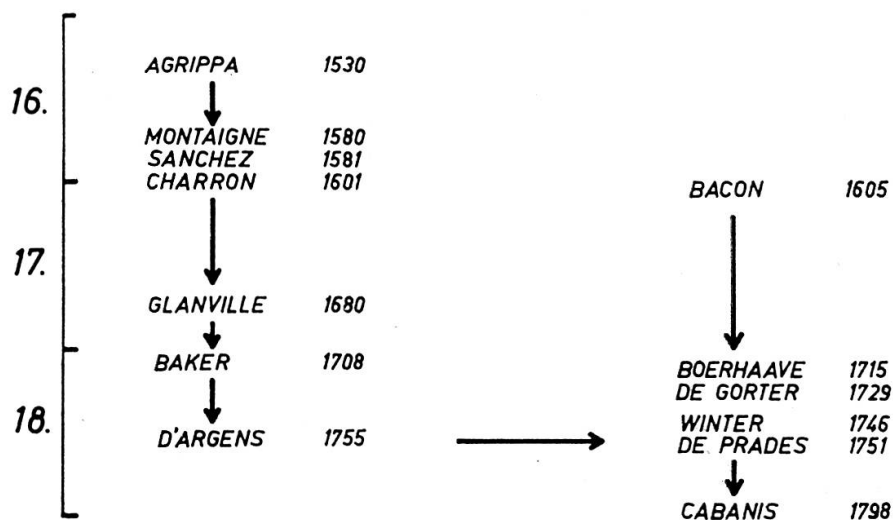 16.
AGRIPPA 1530
MONTAIGNE 1580
SANCHEZ 1581
CHARRON 1601
17.
GLANVILLE 1680
18.
BAKER 1708
D'ARGENS 1755
BACON 1605
BOERHAAVE 1715
DE GORTER 1729
WINTER 1746
DE PRADES 1751
CABANIS 1798